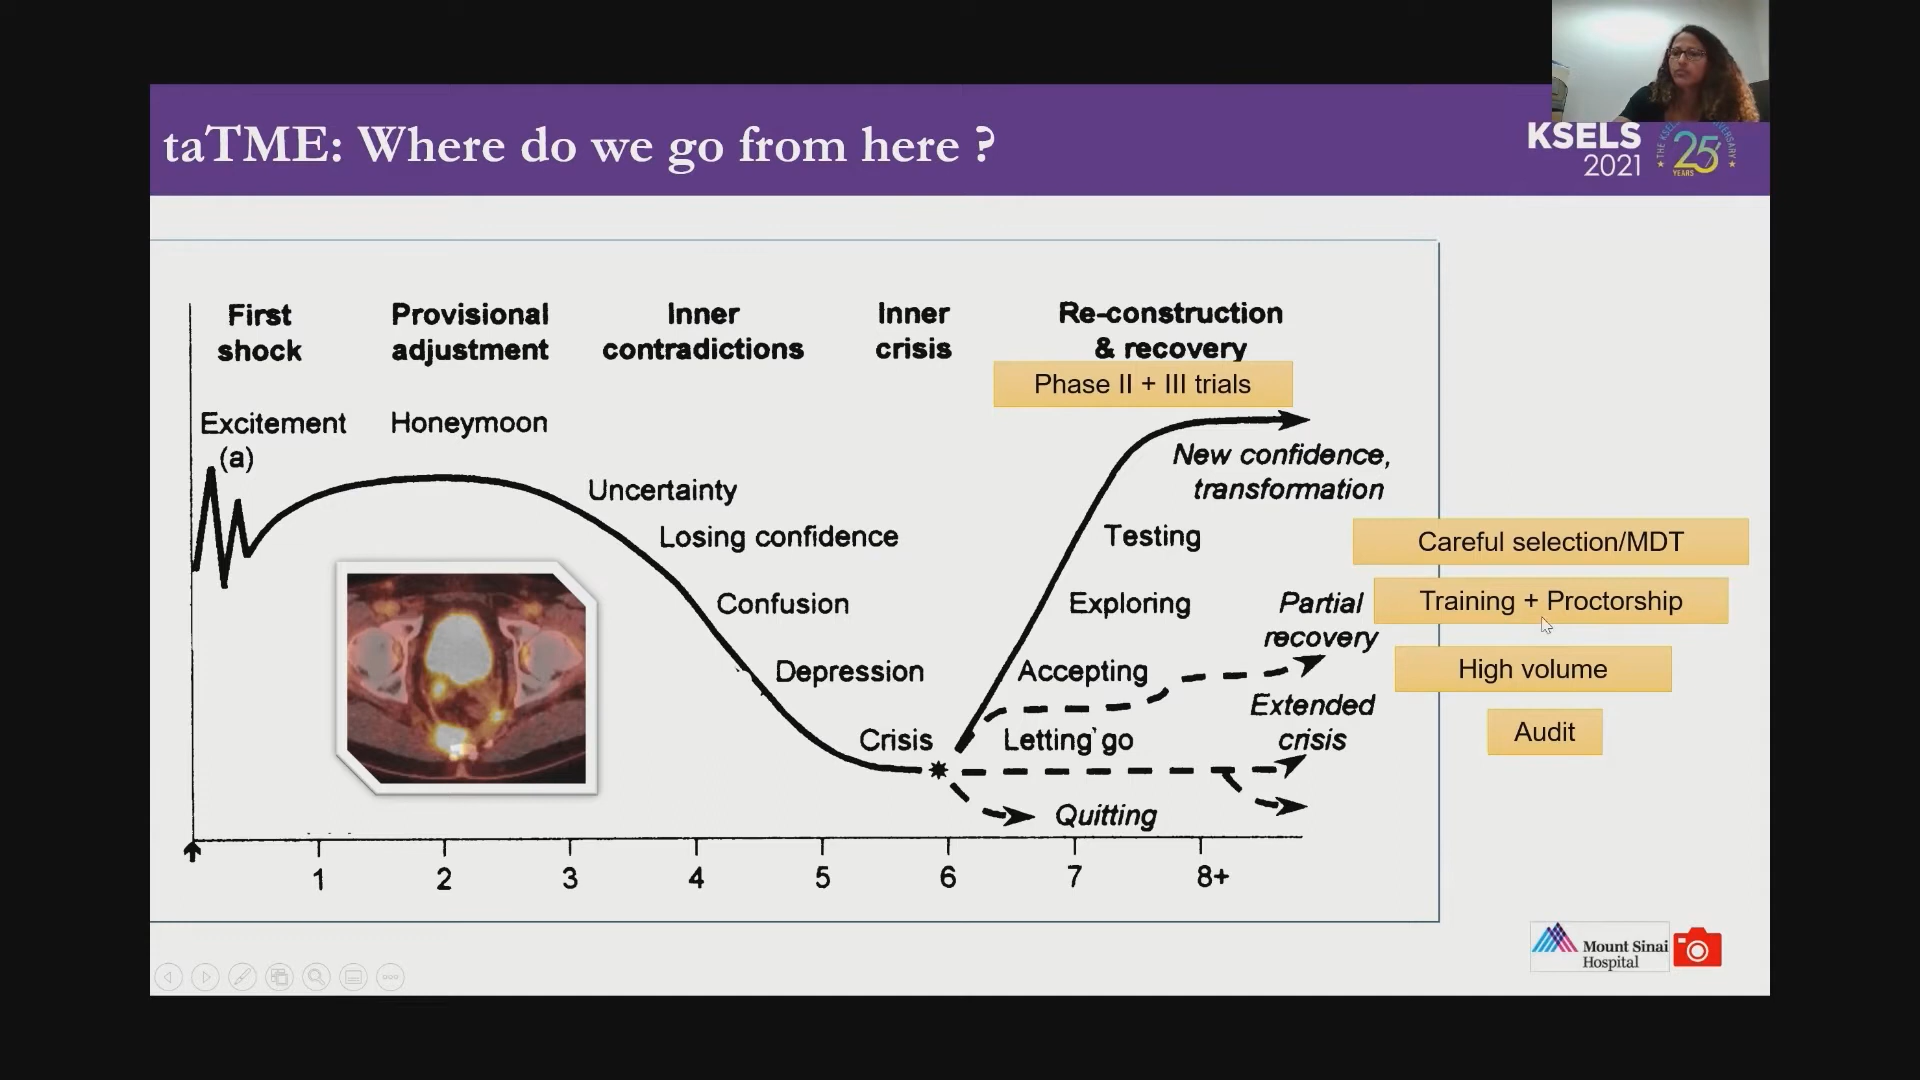 taTME: Where do we go from here ?
KSELS
2021
25
YEARS
First
shock
Provisional
adjustment
Inner
contradictions
Inner
crisis
Re-construction
& recovery
Phase II + III trials
Excitement
(a)
Honeymoon
Uncertainty
Losing confidence
Confusion
Depression
Crisis
New confidence,
transformation
Testing
Exploring
Accepting
Letting go
Partial
recovery
Extended
crisis
Quitting
Careful selection/MDT
Training + Proctorship
High volume
Audit
1 2 3 4 5 6 7 8+
Mount Sinai
Hospital